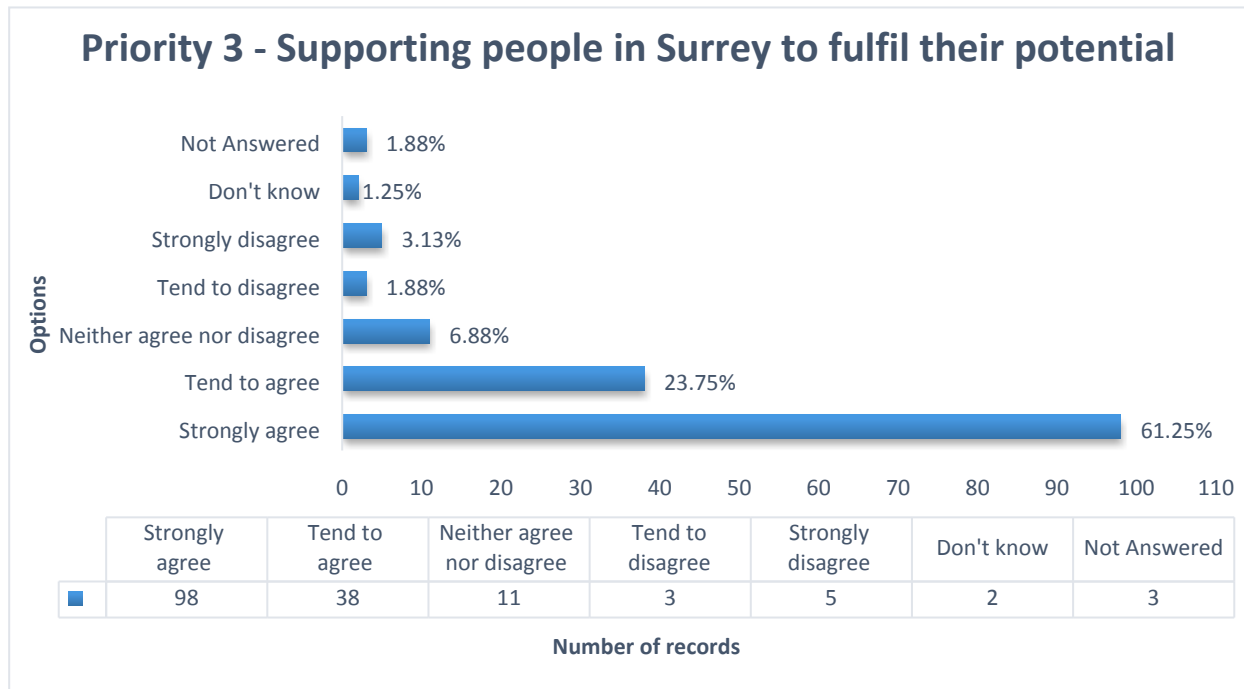 Priority 3 - Supporting people in Surrey to fulfil their potential
Options
Not Answered 1.88%
Don't know 1.25%
Strongly disagree 3.13%
Tend to disagree 1.88%
Neither agree nor disagree 6.88%
Tend to agree 23.75%
Strongly agree 61.25%
0 10 20 30 40 50 60 70 80 90 100 110
Strongly agree
Tend to agree
Neither agree nor disagree
Tend to disagree
Strongly disagree
Don't know
Not Answered
98 38 11 3 5 2 3
Number of records